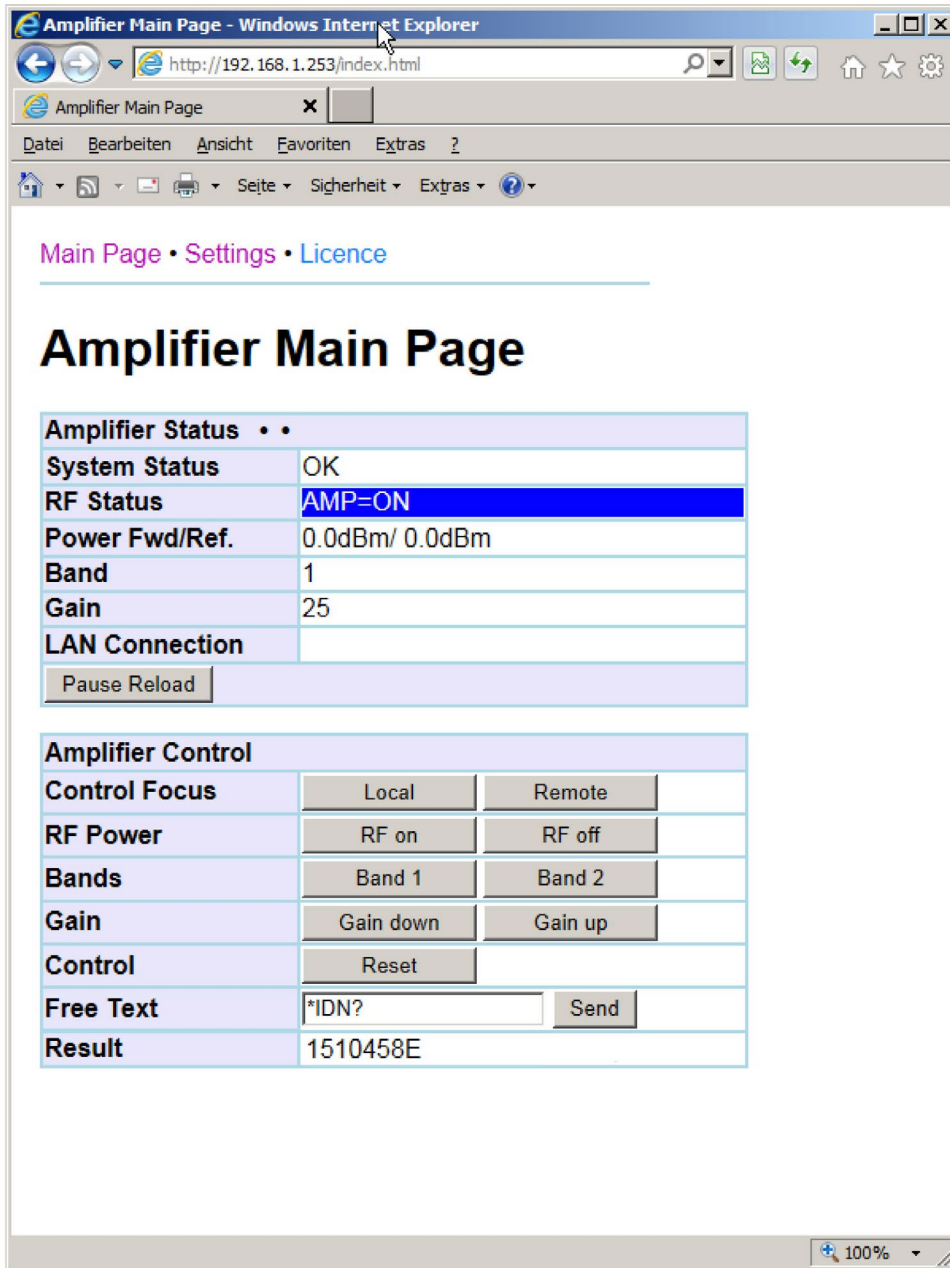 Amplifier Main Page - Windows Internet Explorer
http://192.168.1.253/index.html
Amplifier Main Page
Datei Bearbeiten Ansicht Favoriten Extras ?
Seite Sicherheit Extras
Main Page • Settings • Licence
Amplifier Main Page
Amplifier Status • •
System Status OK
RF Status AMP=ON
Power Fwd/Ref. 0.0dBm/ 0.0dBm
Band 1
Gain 25
LAN Connection
Pause Reload
Amplifier Control
Control Focus Local Remote
RF Power RF on RF off
Bands Band 1 Band 2
Gain Gain down Gain up
Control Reset
Free Text *IDN? Send
Result 1510458E
100%